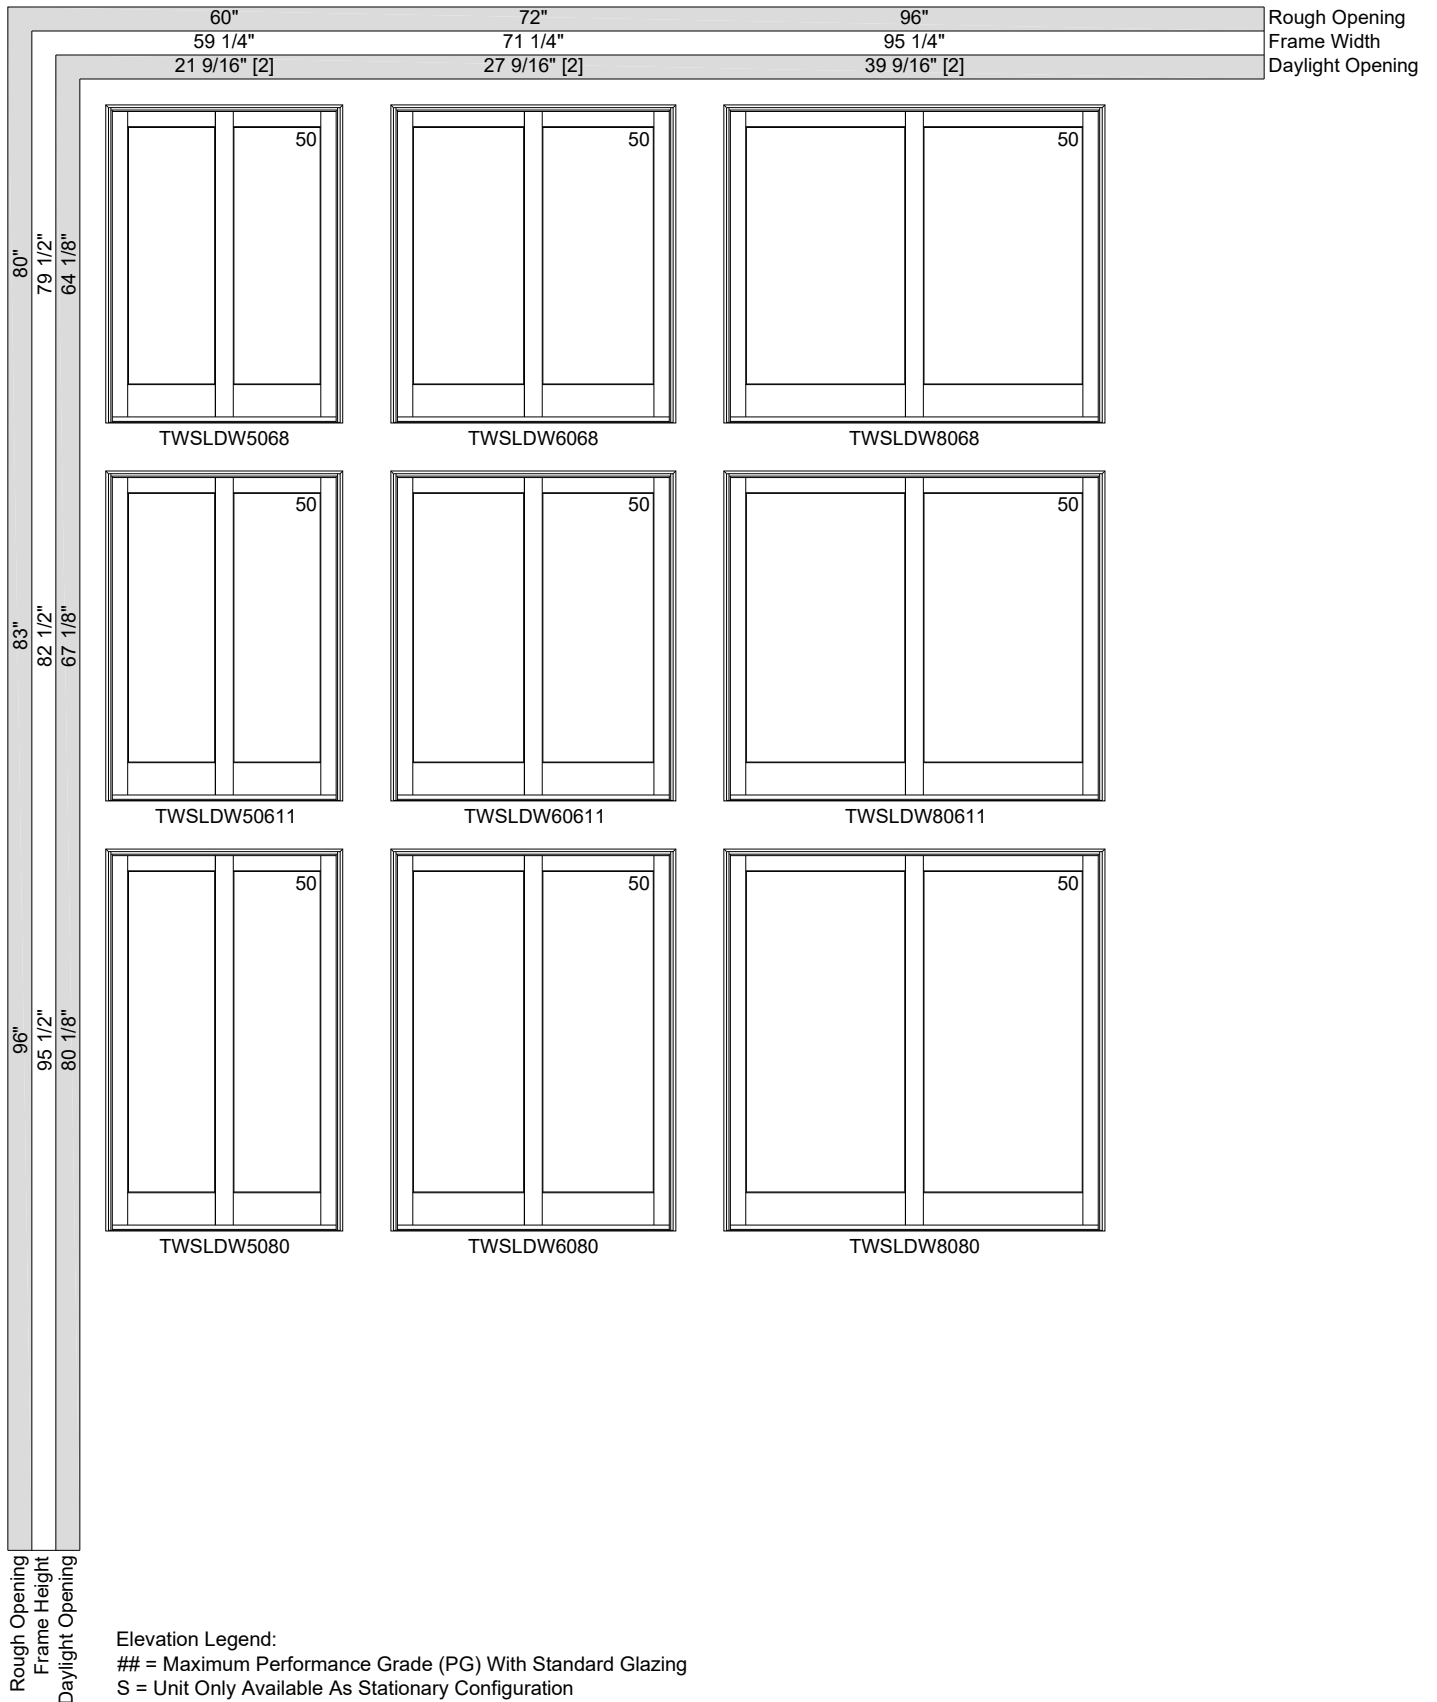 60" 72" 96" Rough Opening
59 1/4" 71 1/4" 95 1/4" Frame Width
21 9/16" [2] 27 9/16" [2] 39 9/16" [2] Daylight Opening
80" 79 1/2" 64 1/8"
50 50 50
TWSLDW5068 TWSLDW6068 TWSLDW8068
83" 82 1/2" 67 1/8"
50 50 50
TWSLDW50611 TWSLDW60611 TWSLDW80611
96" 95 1/2" 80 1/8"
50 50 50
TWSLDW5080 TWSLDW6080 TWSLDW8080
Rough Opening
Frame Height
Daylight Opening
Elevation Legend:
## = Maximum Performance Grade (PG) With Standard Glazing
S = Unit Only Available As Stationary Configuration